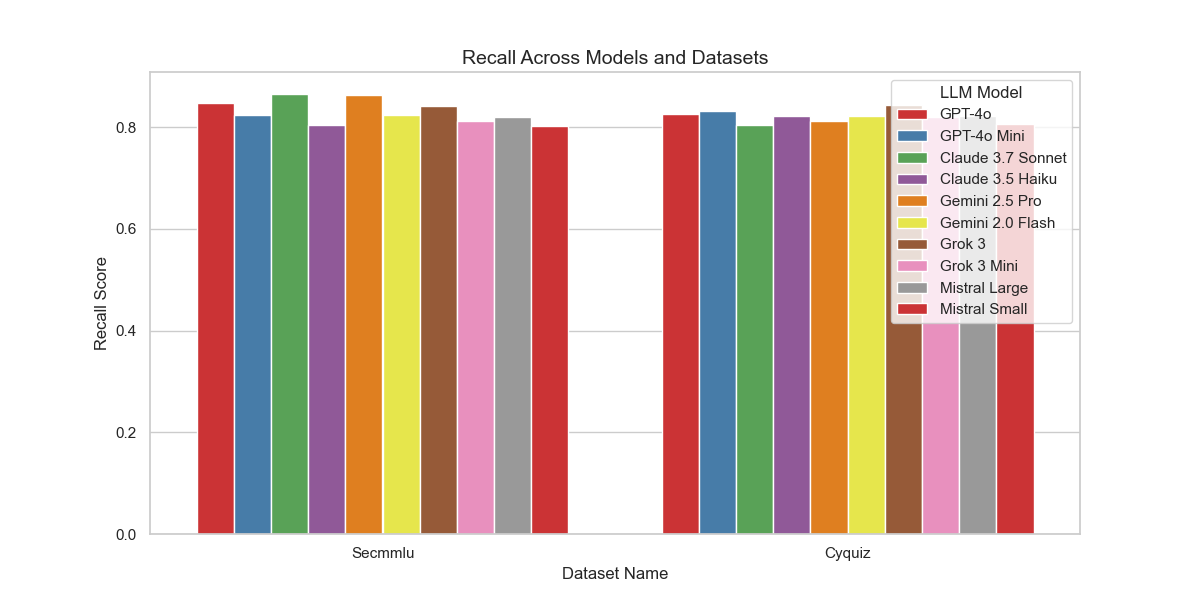 Recall Across Models and Datasets
LLM Model
GPT-4o
GPT-4o Mini
Claude 3.7 Sonnet
Claude 3.5 Haiku
Gemini 2.5 Pro
Gemini 2.0 Flash
Grok 3
Grok 3 Mini
Mistral Large
Mistral Small
Recall Score
0.8
0.6
0.4
0.2
0.0
Secmmlu
Cyquiz
Dataset Name